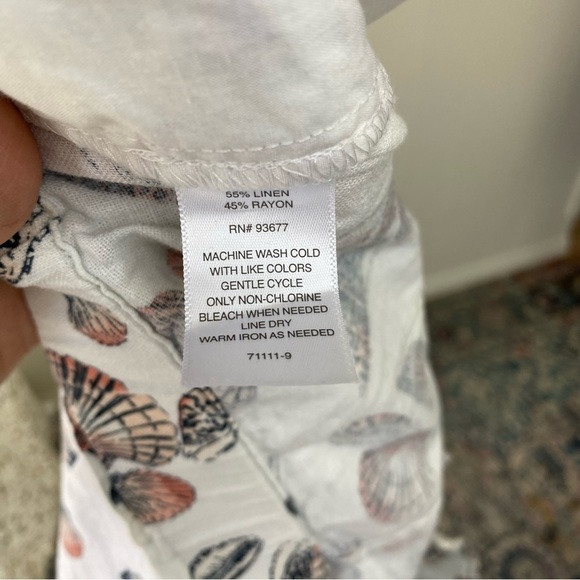 55% LINEN
45% RAYON
RN# 93677
MACHINE WASH COLD
WITH LIKE COLORS
GENTLE CYCLE
ONLY NON-CHLORINE
BLEACH WHEN NEEDED
LINE DRY
WARM IRON AS NEEDED
71111-9